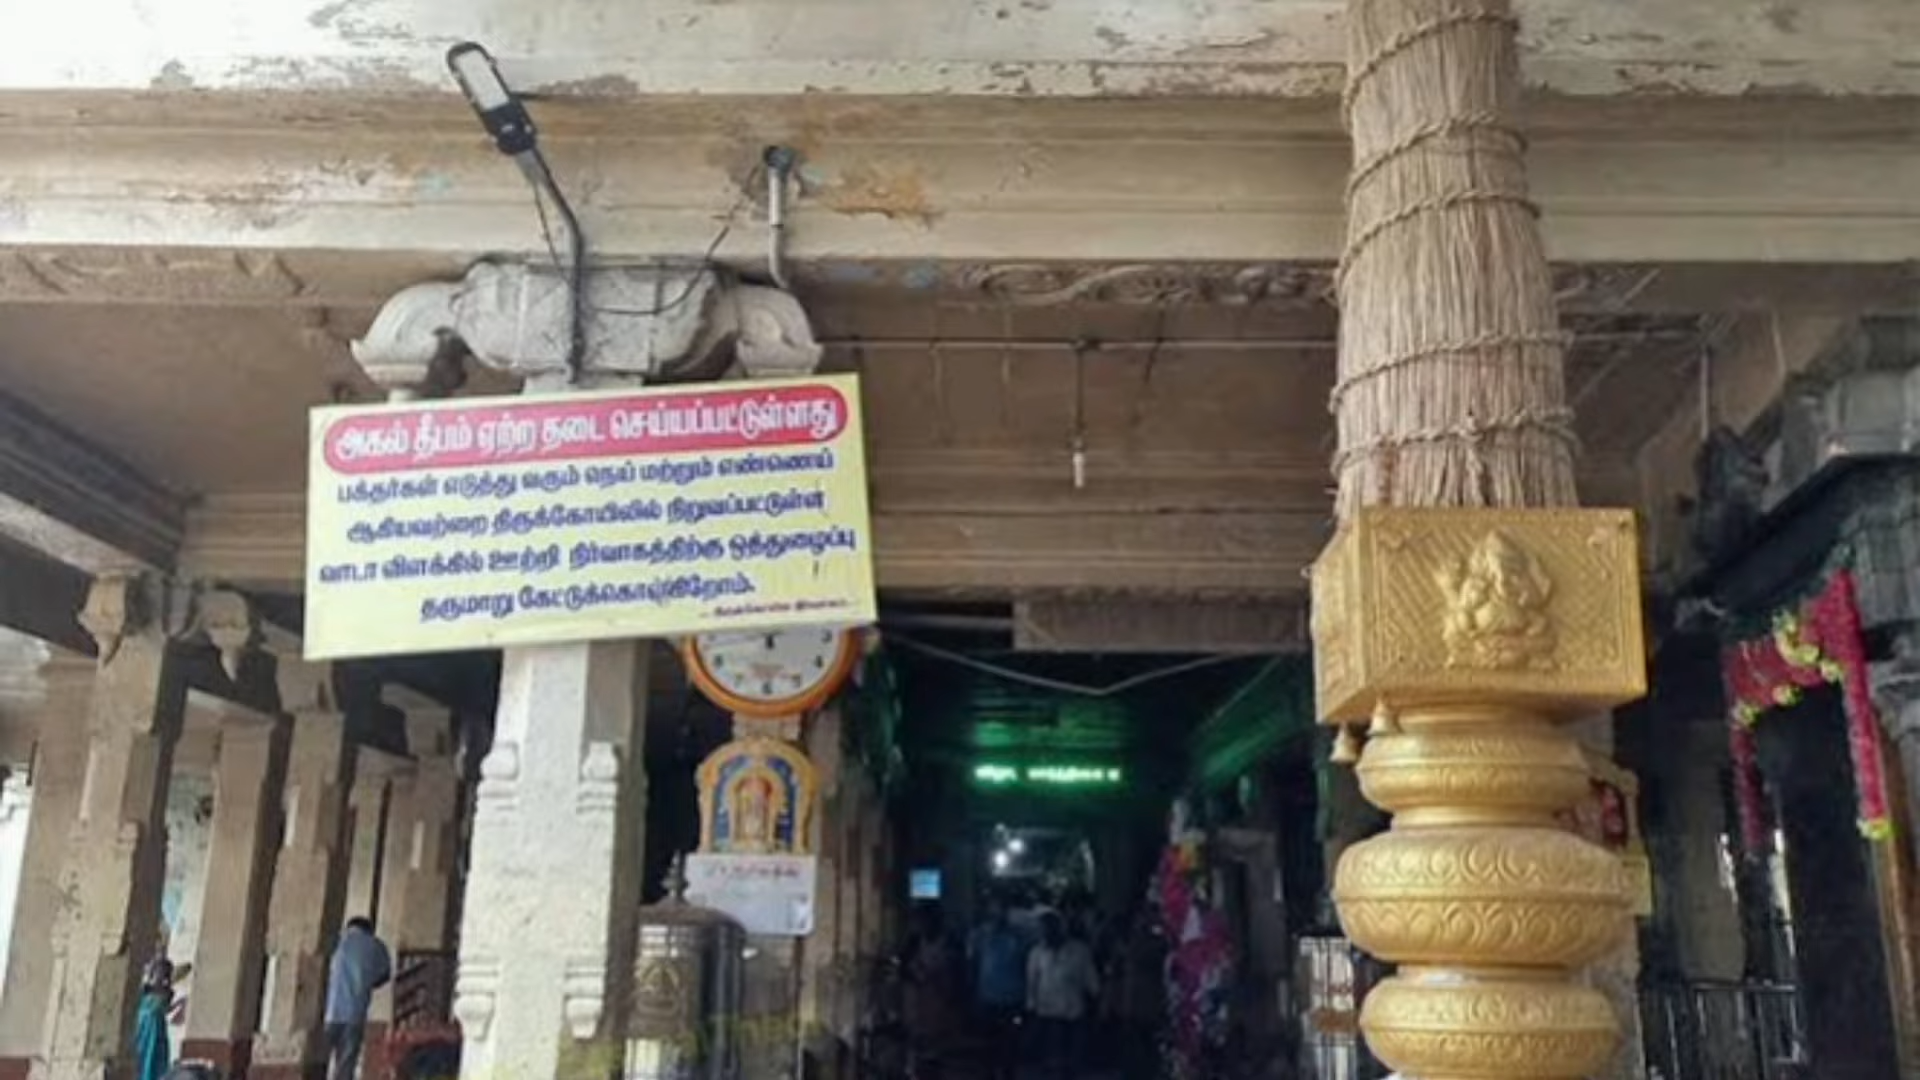 அகல் தீபம் ஏற்ற தடை செய்யப்பட்டுள்ளது
பக்தர்கள் எடுத்து வரும் நெய் மற்றும் எண்ணெய்
ஆகியவற்றை திருக்கோயிலில் நிறுவப்பட்டுள்ள
வாடா விளக்கில் ஊற்றி நிர்வாகத்திற்கு ஒத்துழைப்பு
தருமாறு கேட்டுக்கொள்கிறோம்.